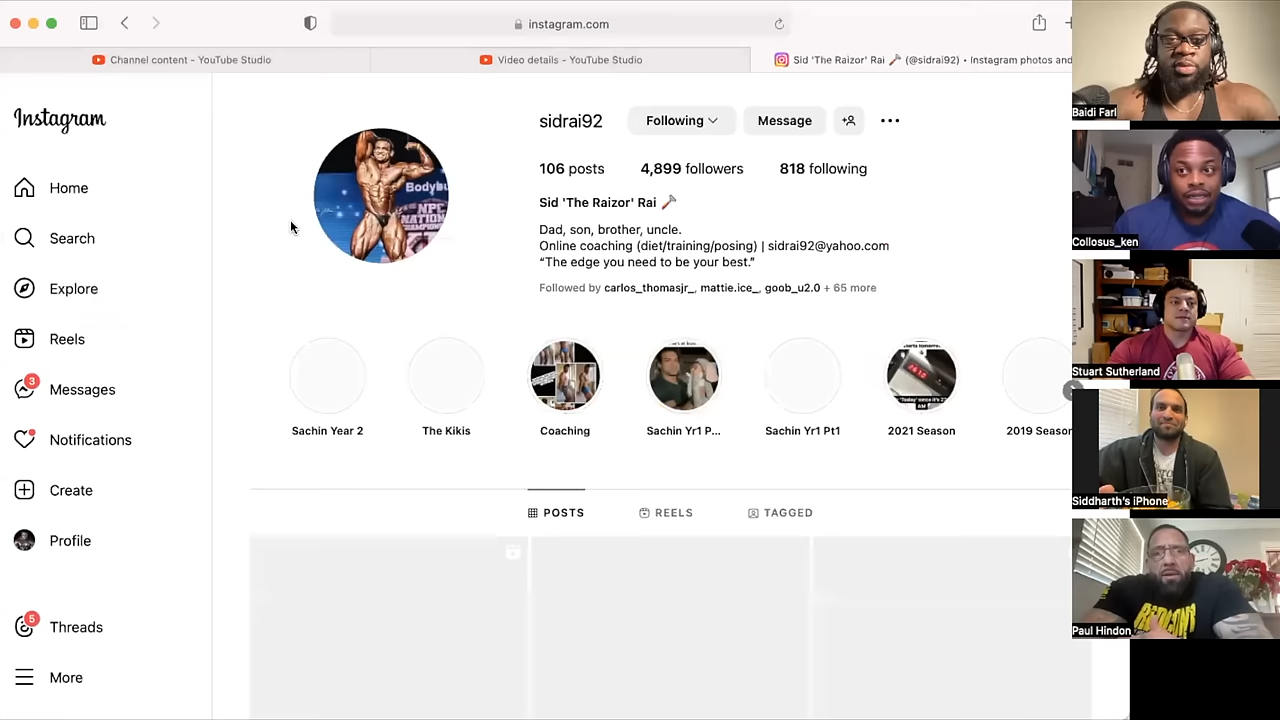 instagram.com
Channel content - YouTube Studio
Video details - YouTube Studio
Sid 'The Raizor' Rai 🪒 (@sidrai92) • Instagram photos and
Instagram
Home
Search
Explore
Reels
3
Messages
Notifications
Create
Profile
5
Threads
More
sidrai92
Following
Message
106 posts 4,899 followers 818 following
Sid 'The Raizor' Rai 🪒
Dad, son, brother, uncle.
Online coaching (diet/training/posing) | sidrai92@yahoo.com
“The edge you need to be your best.”
Followed by carlos_thomasjr_, mattie.ice_, goob_u2.0 + 65 more
Sachin Year 2
The Kikis
Coaching
Sachin Yr1 P...
Sachin Yr1 Pt1
2021 Season
2019 Season
POSTS
REELS
TAGGED
Baidi Farl
Collosus_ken
Stuart Sutherland
Siddharth's iPhone
Paul Hindon